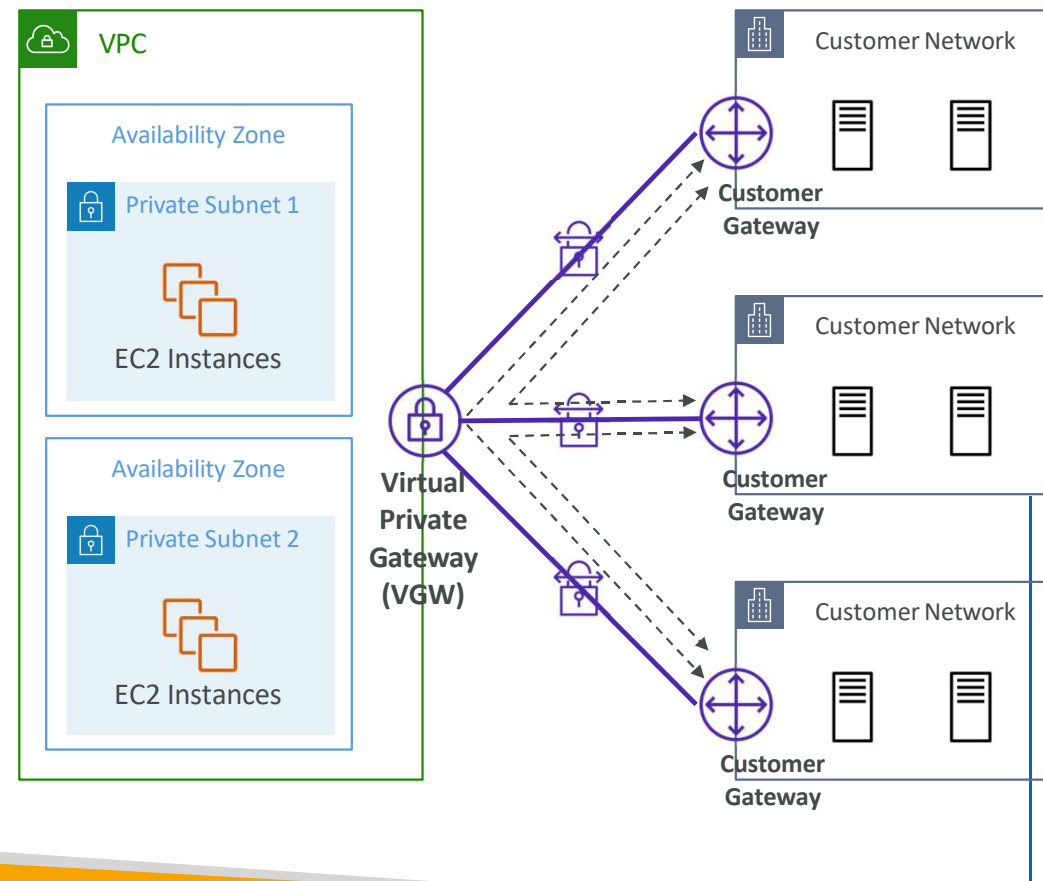 VPC
Availability Zone
Private Subnet 1
EC2 Instances
Availability Zone
Private Subnet 2
EC2 Instances
Virtual
Private
Gateway
(VGW)
Customer Network
Customer
Gateway
Customer Network
Customer
Gateway
Customer Network
Customer
Gateway